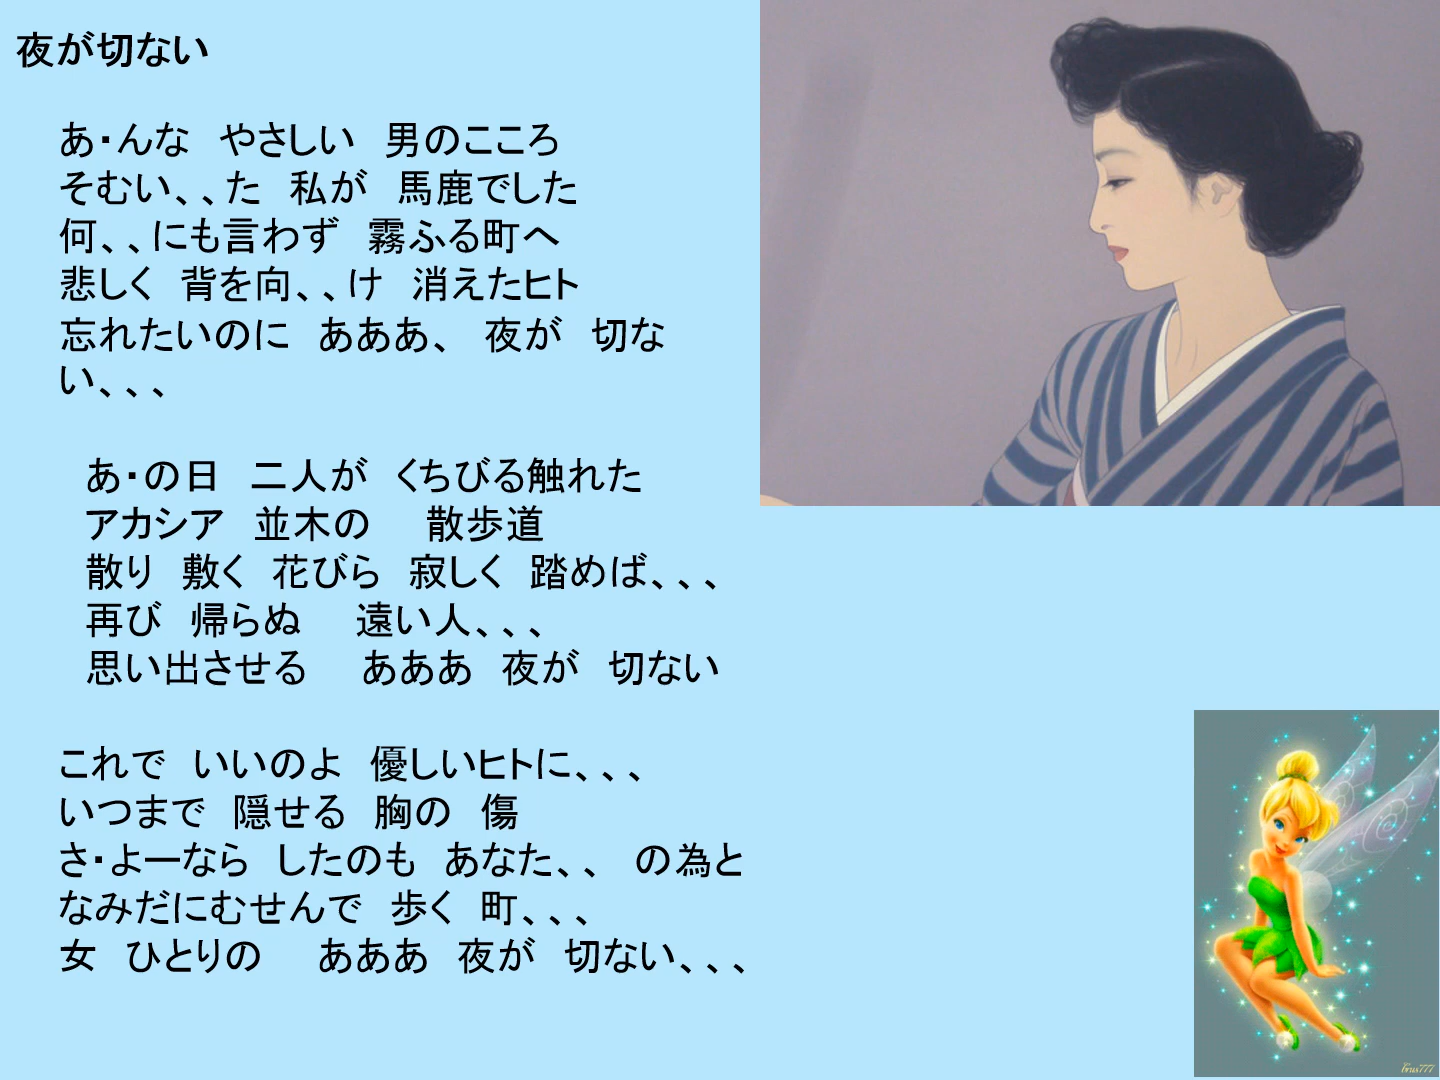 夜が切ない
あ・んな　やさしい　男のこころ
そむい、、た　私が　馬鹿でした
何、、にも言わず　霧ふる町へ
悲しく　背を向、、け　消えたヒト
忘れたいのに　あああ、　夜が　切な
い、、、
あ・の日　二人が　くちびる触れた
アカシア　並木の　　散歩道
散り　敷く　花びら　寂しく　踏めば、、、
再び　帰らぬ　　遠い人、、、
思い出させる　　あああ　夜が　切ない
これで　いいのよ　優しいヒトに、、、
いつまで　隠せる　胸の　傷
さ・よーなら　したのも　あなた、、　の為と
なみだにむせんで　歩く　町、、、
女　ひとりの　　あああ　夜が　切ない、、、